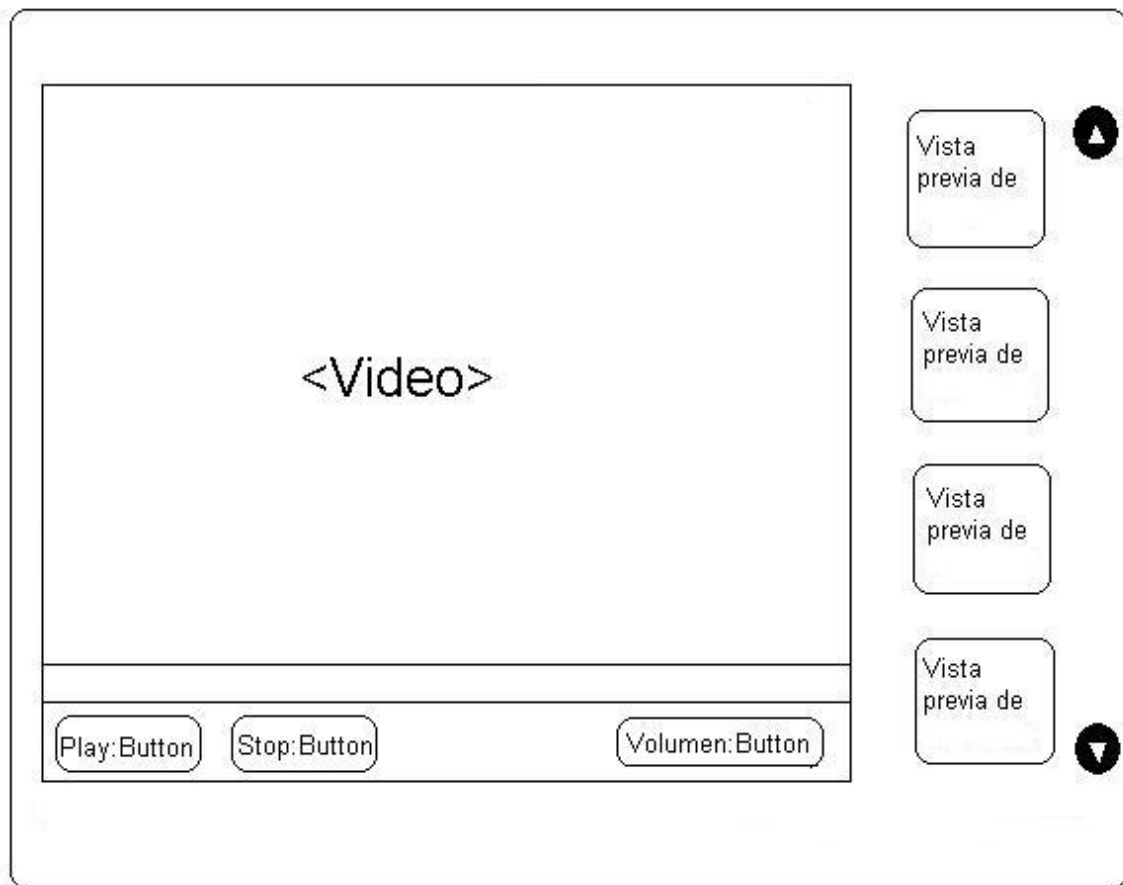 <Video>
Play:Button
Stop:Button
Volumen:Button
Vista
previa de
Vista
previa de
Vista
previa de
Vista
previa de